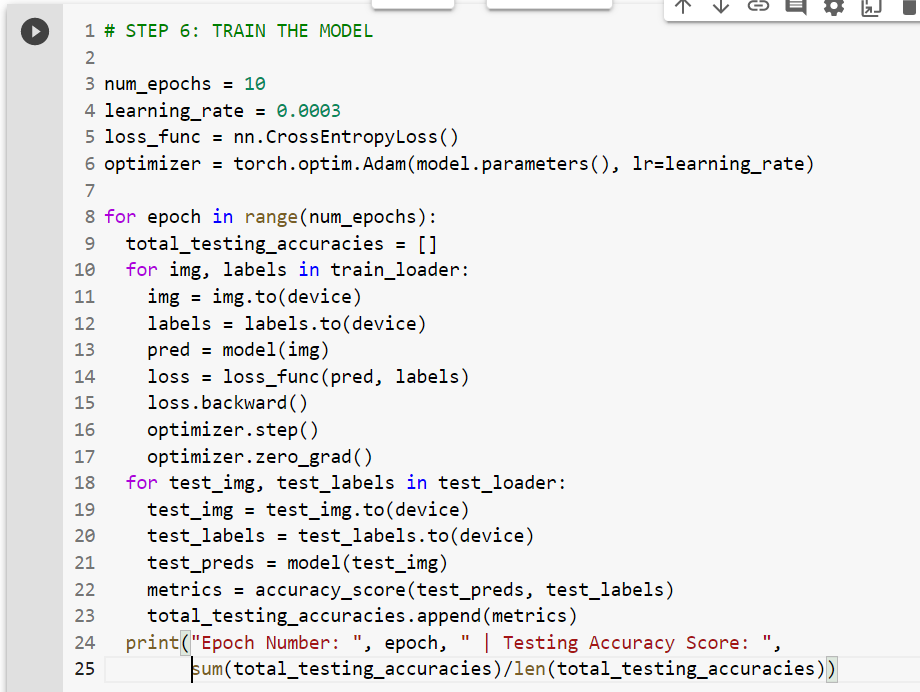 1 # STEP 6: TRAIN THE MODEL
2
3 num_epochs = 10
4 learning_rate = 0.0003
5 loss_func = nn.CrossEntropyLoss()
6 optimizer = torch.optim.Adam(model.parameters(), lr=learning_rate)
7
8 for epoch in range(num_epochs):
9   total_testing_accuracies = []
10   for img, labels in train_loader:
11     img = img.to(device)
12     labels = labels.to(device)
13     pred = model(img)
14     loss = loss_func(pred, labels)
15     loss.backward()
16     optimizer.step()
17     optimizer.zero_grad()
18   for test_img, test_labels in test_loader:
19     test_img = test_img.to(device)
20     test_labels = test_labels.to(device)
21     test_preds = model(test_img)
22     metrics = accuracy_score(test_preds, test_labels)
23     total_testing_accuracies.append(metrics)
24   print("Epoch Number: ", epoch, " | Testing Accuracy Score: ",
25         sum(total_testing_accuracies)/len(total_testing_accuracies))